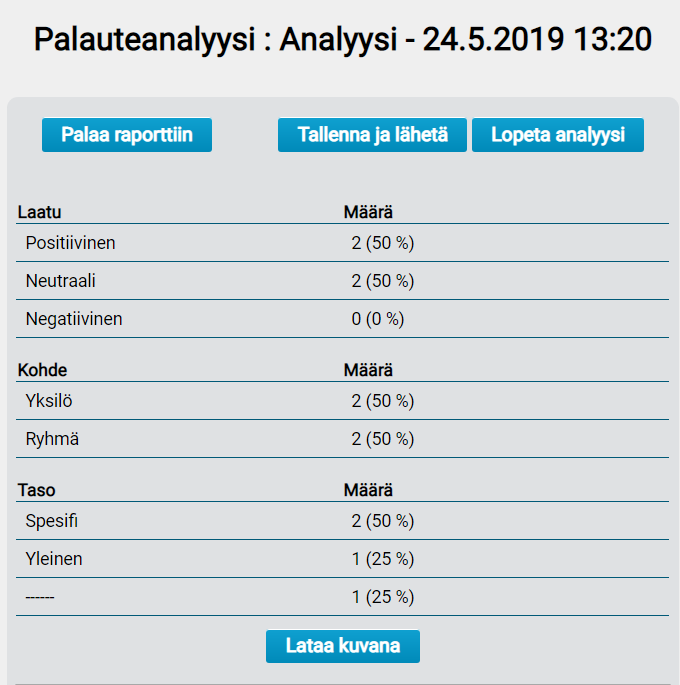 Palauteanalyysi : Analyysi - 24.5.2019 13:20
Palaa raporttiin Tallenna ja lähetä Lopeta analyysi
Laatu Määrä
Positiivinen 2 (50 %)
Neutraali 2 (50 %)
Negatiivinen 0 (0 %)
Kohde Määrä
Yksilö 2 (50 %)
Ryhmä 2 (50 %)
Taso Määrä
Spesifi 2 (50 %)
Yleinen 1 (25 %)
------ 1 (25 %)
Lataa kuvana